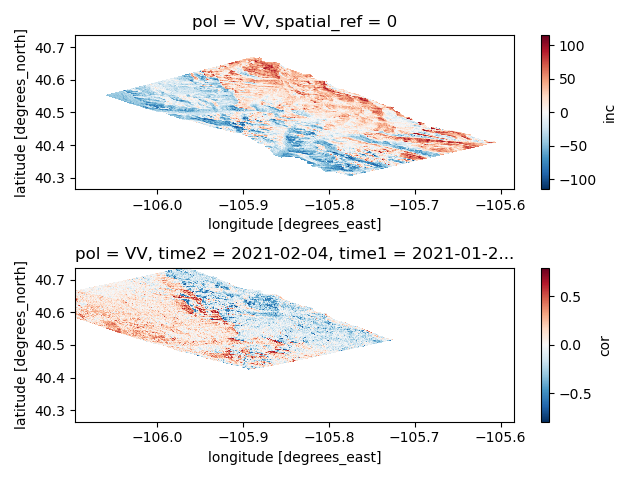 pol = VV, spatial_ref = 0
40.7
40.6
40.5
40.4
40.3
latitude [degrees_north]
−106.0 −105.9 −105.8 −105.7 −105.6
longitude [degrees_east]
100
50
0
−50
−100
inc
pol = VV, time2 = 2021-02-04, time1 = 2021-01-2...
40.7
40.6
40.5
40.4
40.3
latitude [degrees_north]
−106.0 −105.9 −105.8 −105.7 −105.6
longitude [degrees_east]
0.5
0.0
−0.5
cor